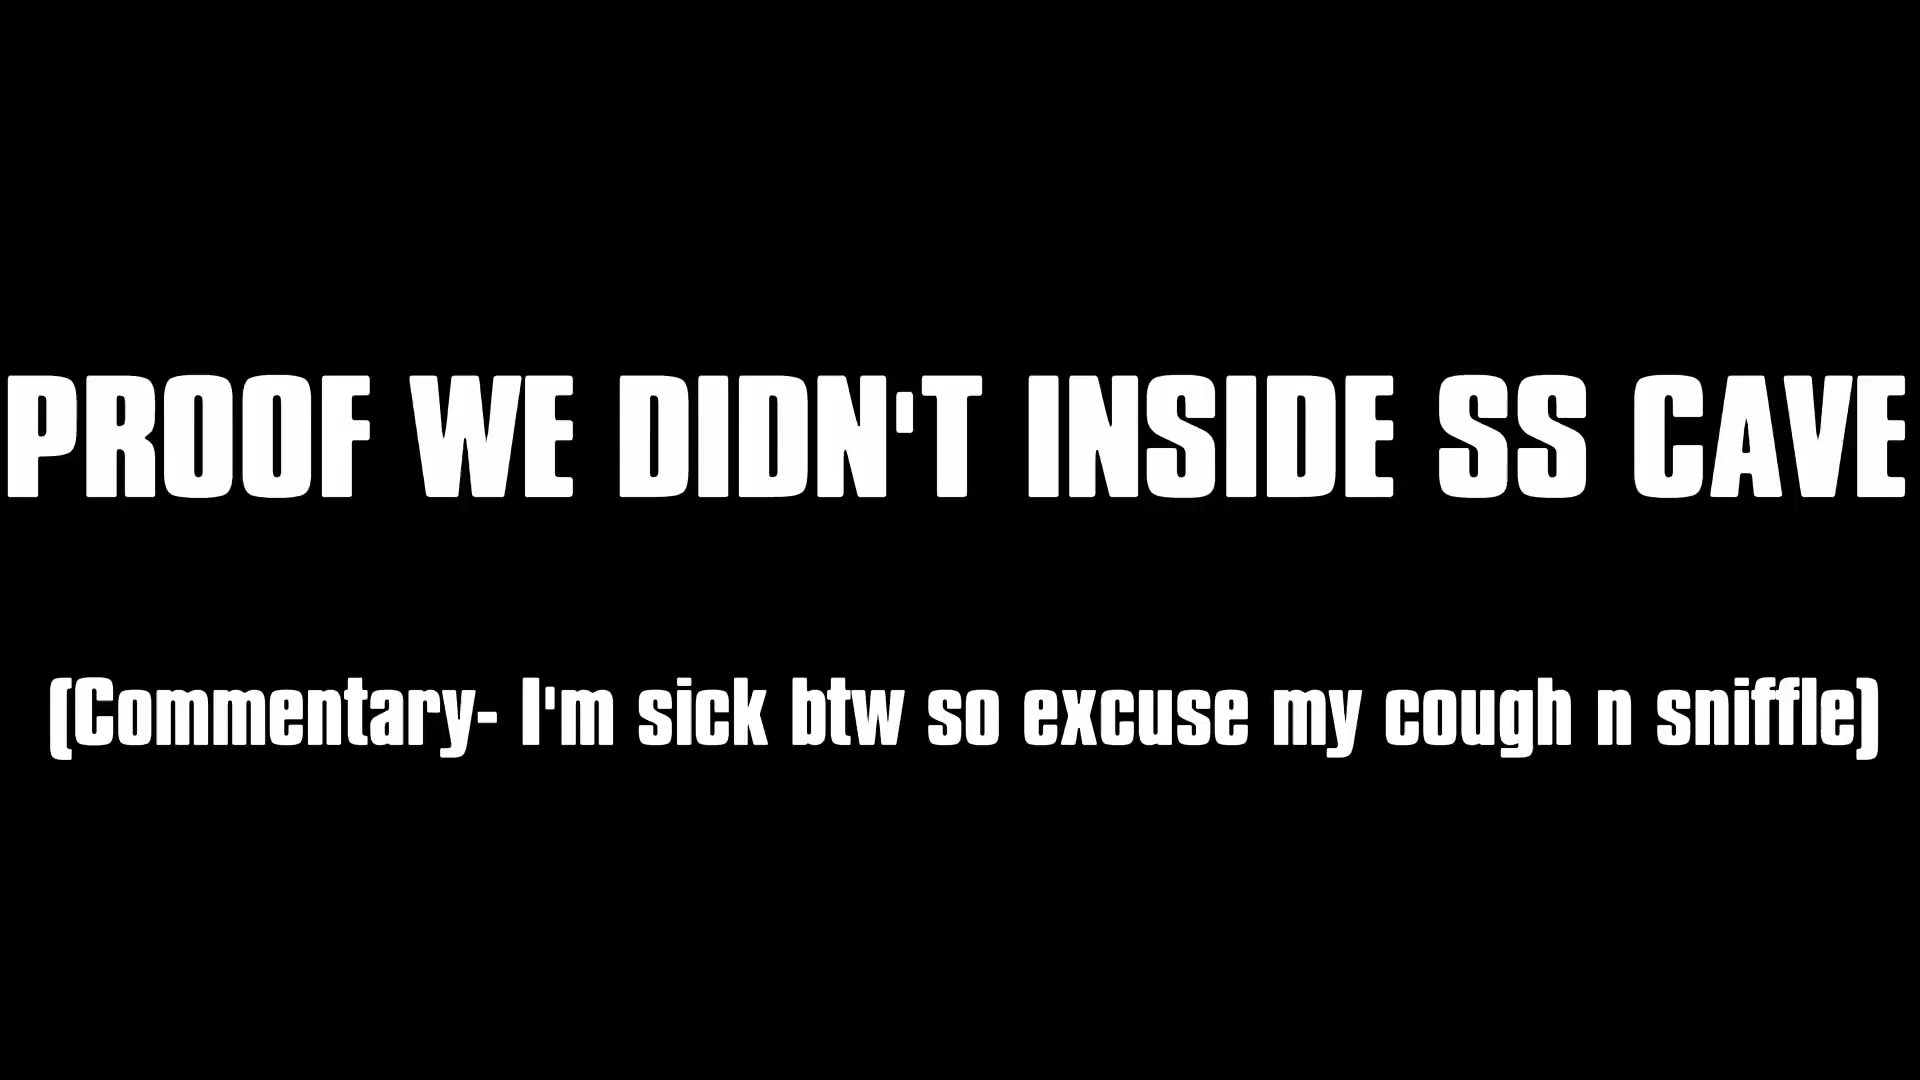 PROOF WE DIDN'T INSIDE SS CAVE
(Commentary- I'm sick btw so excuse my cough n sniffle)